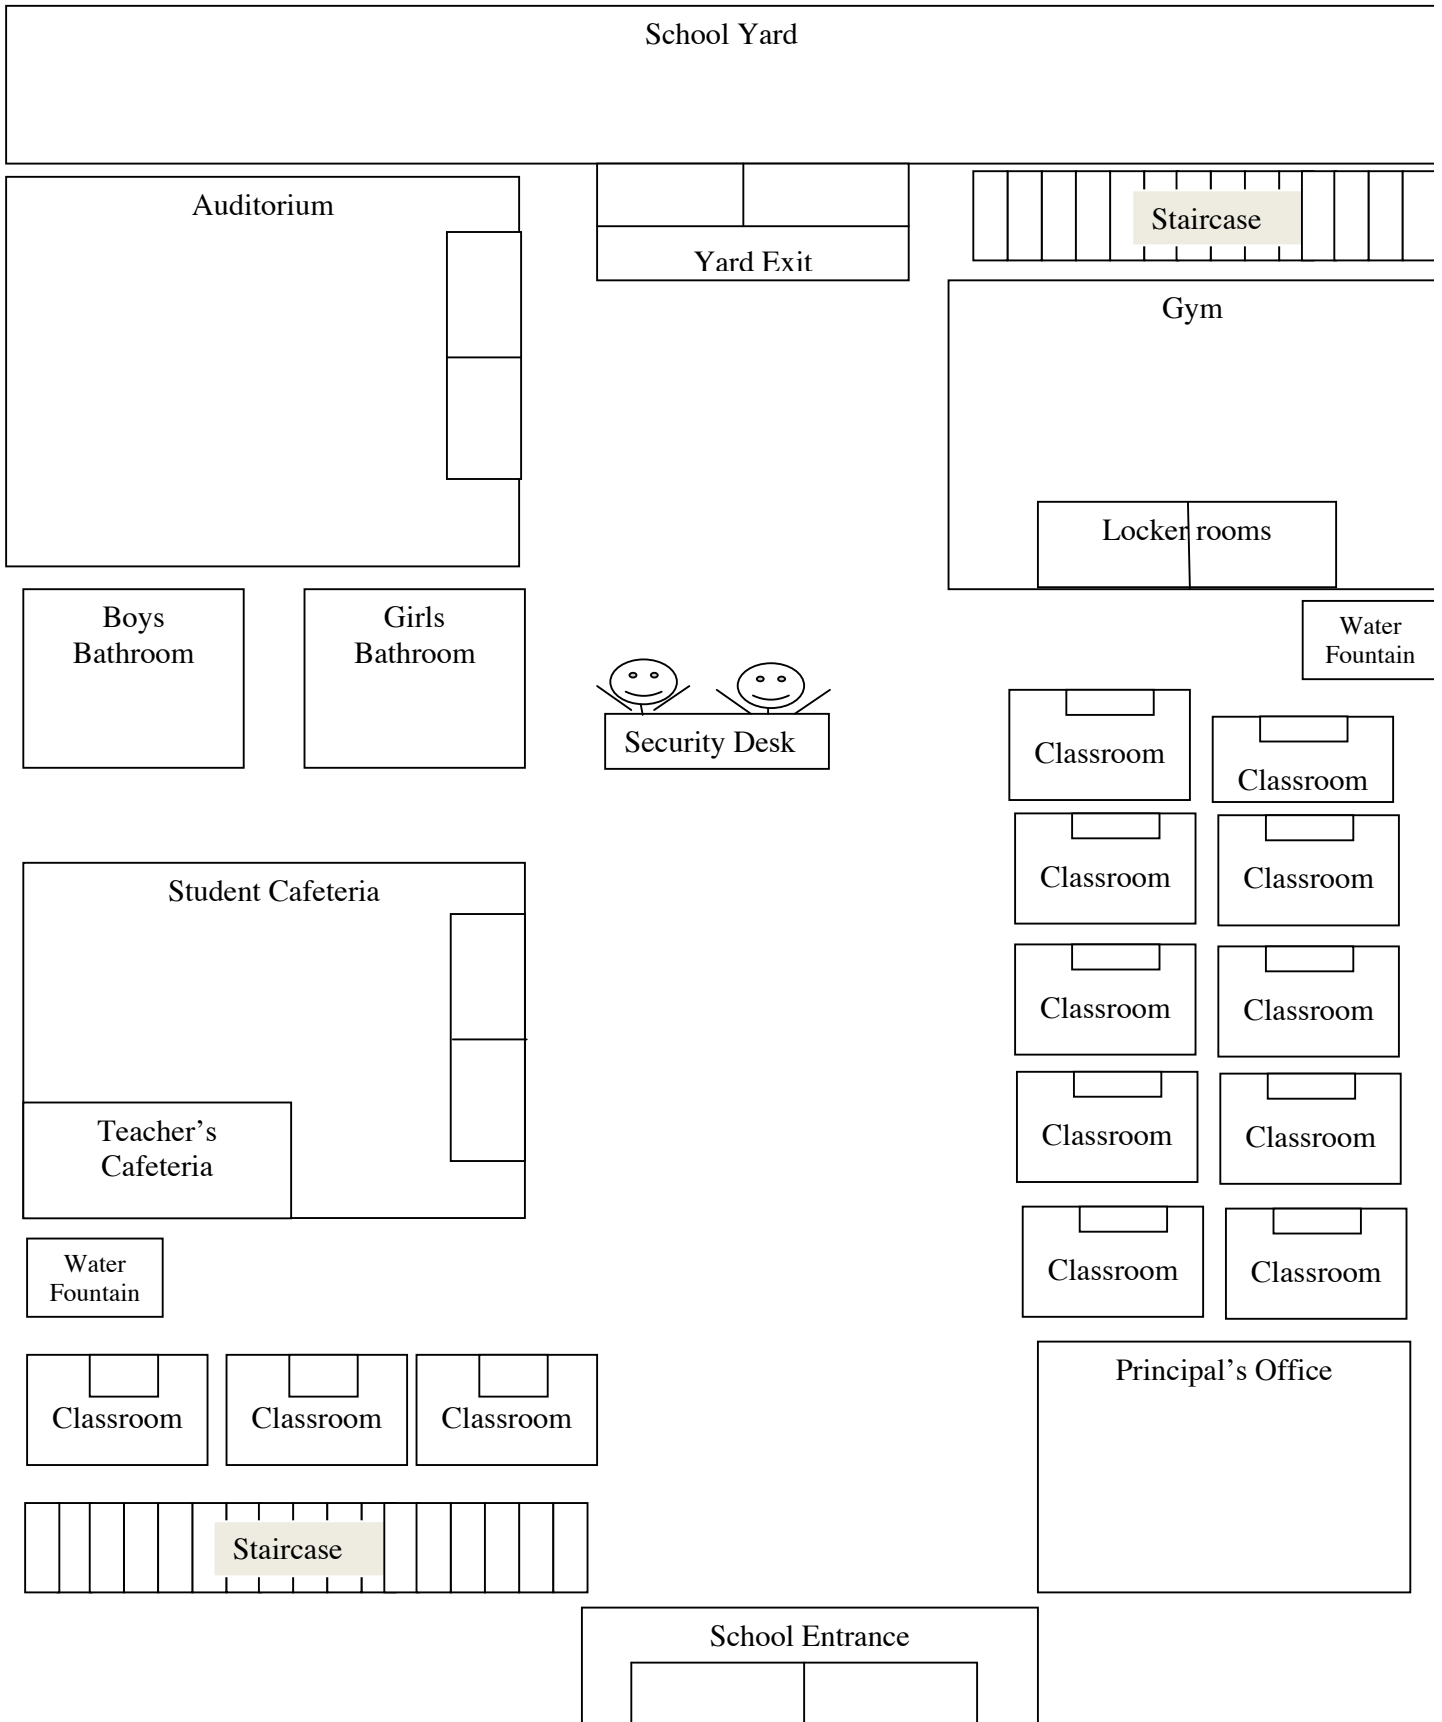 School Yard
Auditorium
Yard Exit
Staircase
Gym
Locker rooms
Boys
Bathroom
Girls
Bathroom
Water
Fountain
Security Desk
Classroom
Classroom
Classroom
Classroom
Student Cafeteria
Classroom
Classroom
Teacher’s
Cafeteria
Classroom
Classroom
Water
Fountain
Classroom
Classroom
Principal’s Office
Classroom
Classroom
Classroom
Staircase
School Entrance